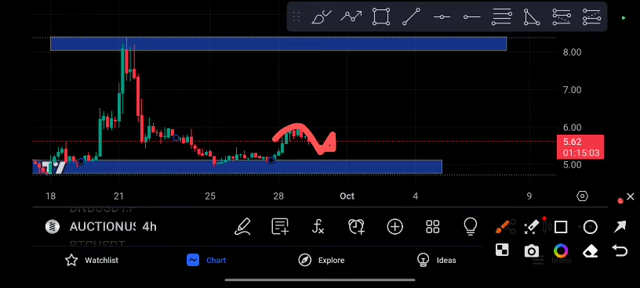 8.00
7.00
6.00
5.62
01:15:03
5.00
18 21 25 28 Oct 4 9
AUCTIONUS 4h
Watchlist
Chart
Explore
Ideas
Menu